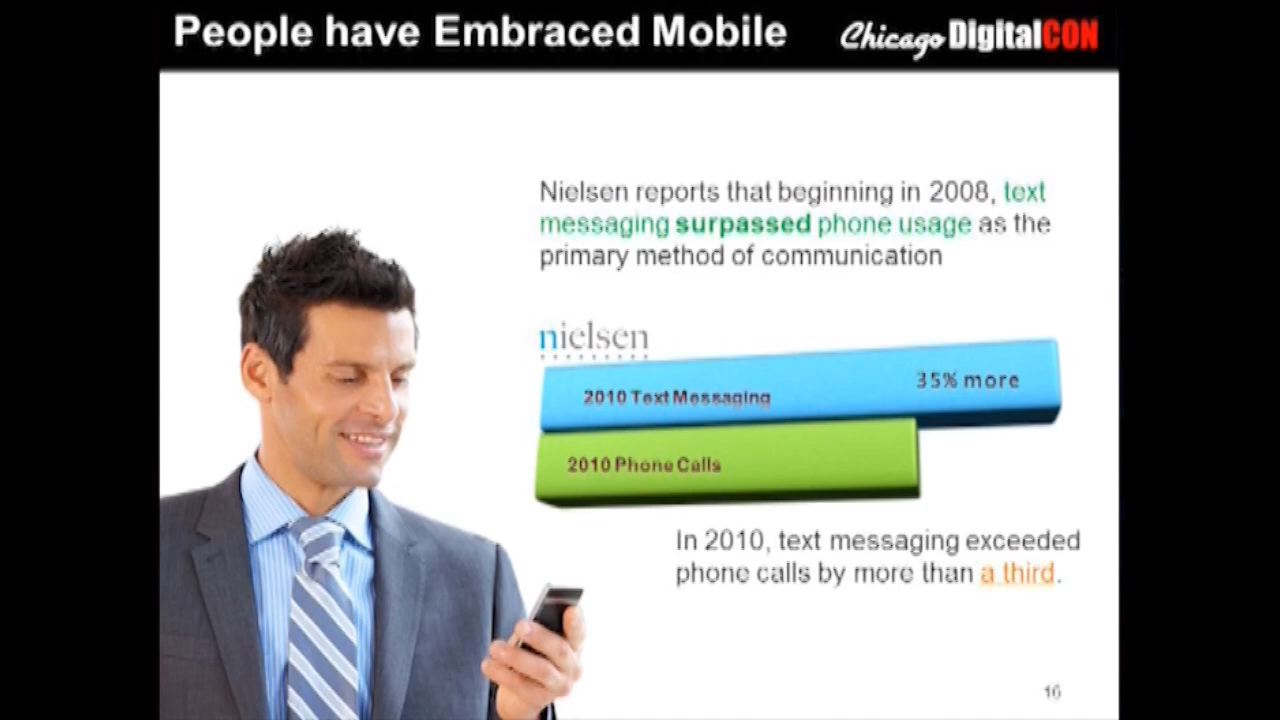 People have Embraced Mobile
Chicago DigitalCON
Nielsen reports that beginning in 2008, text
messaging surpassed phone usage as the
primary method of communication
nielsen
35% more
2010 Text Messaging
2010 Phone Calls
In 2010, text messaging exceeded
phone calls by more than a third.
16